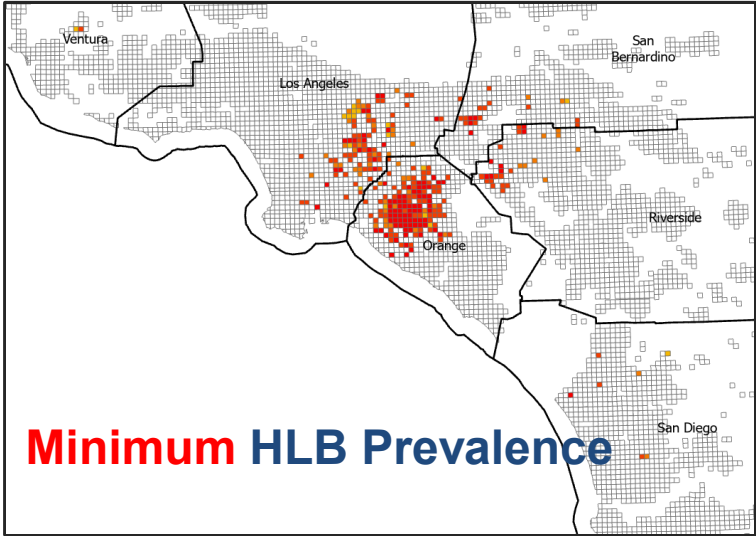 Ventura
San
Bernardino
Los Angeles
Riverside
Orange
San Diego
Minimum HLB Prevalence